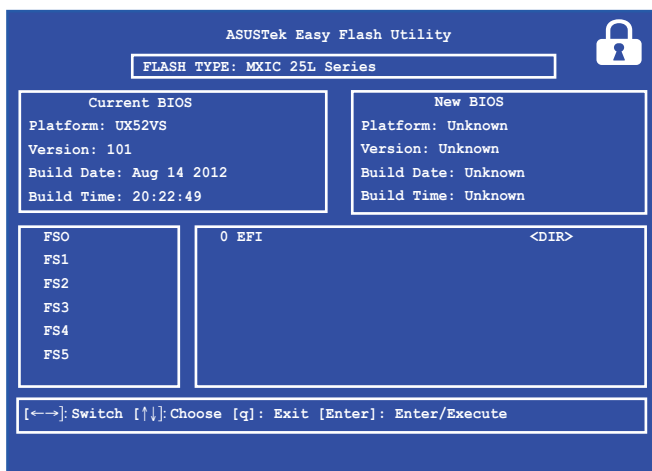 ASUSTek Easy Flash Utility
FLASH TYPE: MXIC 25L Series
Current BIOS
Platform: UX52VS
Version: 101
Build Date: Aug 14 2012
Build Time: 20:22:49
New BIOS
Platform: Unknown
Version: Unknown
Build Date: Unknown
Build Time: Unknown
FSO
FS1
FS2
FS3
FS4
FS5
0 EFI <DIR>
[←→]: Switch [↑↓]: Choose [q]: Exit [Enter]: Enter/Execute